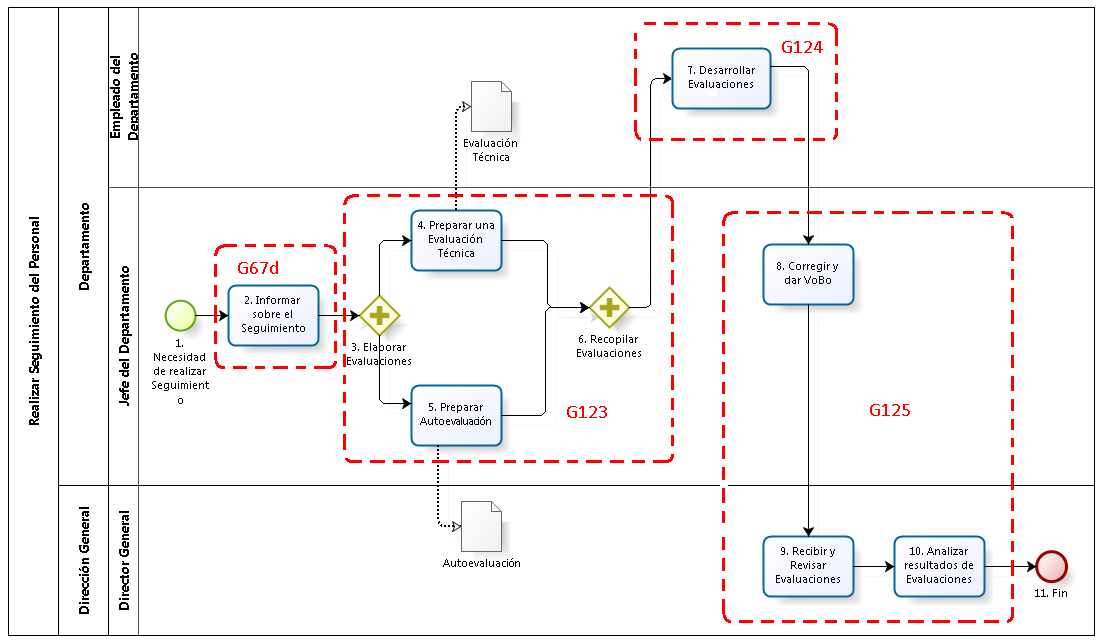 Realizar Seguimiento del Personal
Departamento
Empleado del
Departamento
Jefe del Departamento
Dirección General
Director General
G124
7. Desarrollar
Evaluaciones
Evaluación
Técnica
4. Preparar una
Evaluación
Técnica
G67d
2. Informar
sobre el
Seguimiento
1.
Necesidad
de realizar
Seguimient
o
3. Elaborar
Evaluaciones
6. Recopilar
Evaluaciones
5. Preparar
Autoevaluación
G123
8. Corregir y
dar VoBo
G125
Autoevaluación
9. Recibir y
Revisar
Evaluaciones
10. Analizar
resultados de
Evaluaciones
11. Fin